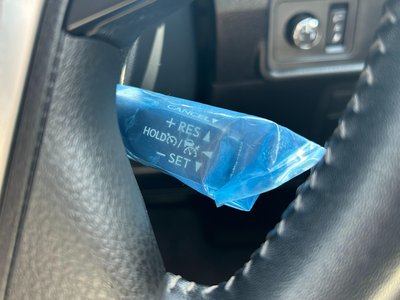 CANCEL▼
+ RES ▲
HOLD /
− SET ▼